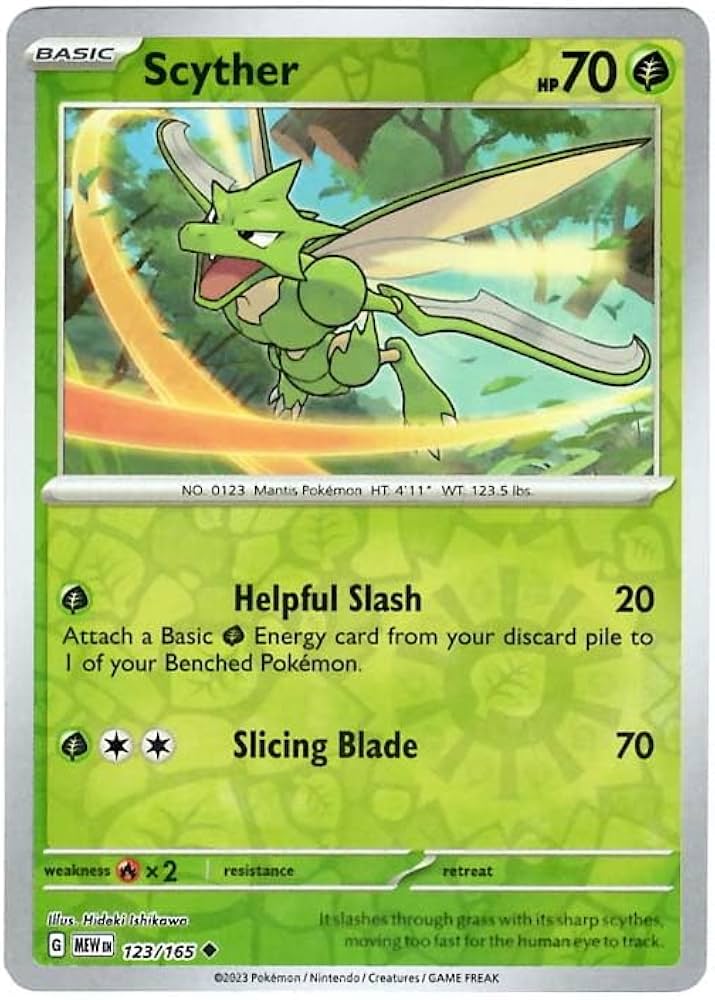 BASIC
Scyther
HP 70
NO. 0123 Mantis Pokémon HT: 4'11" WT: 123.5 lbs.
Helpful Slash 20
Attach a Basic Energy card from your discard pile to
1 of your Benched Pokémon.
Slicing Blade 70
weakness ×2 resistance retreat
Illus. Hideki Ishikawa
It slashes through grass with its sharp scythes,
moving too fast for the human eye to track.
G MEW EN 123/165
©2023 Pokémon / Nintendo / Creatures / GAME FREAK